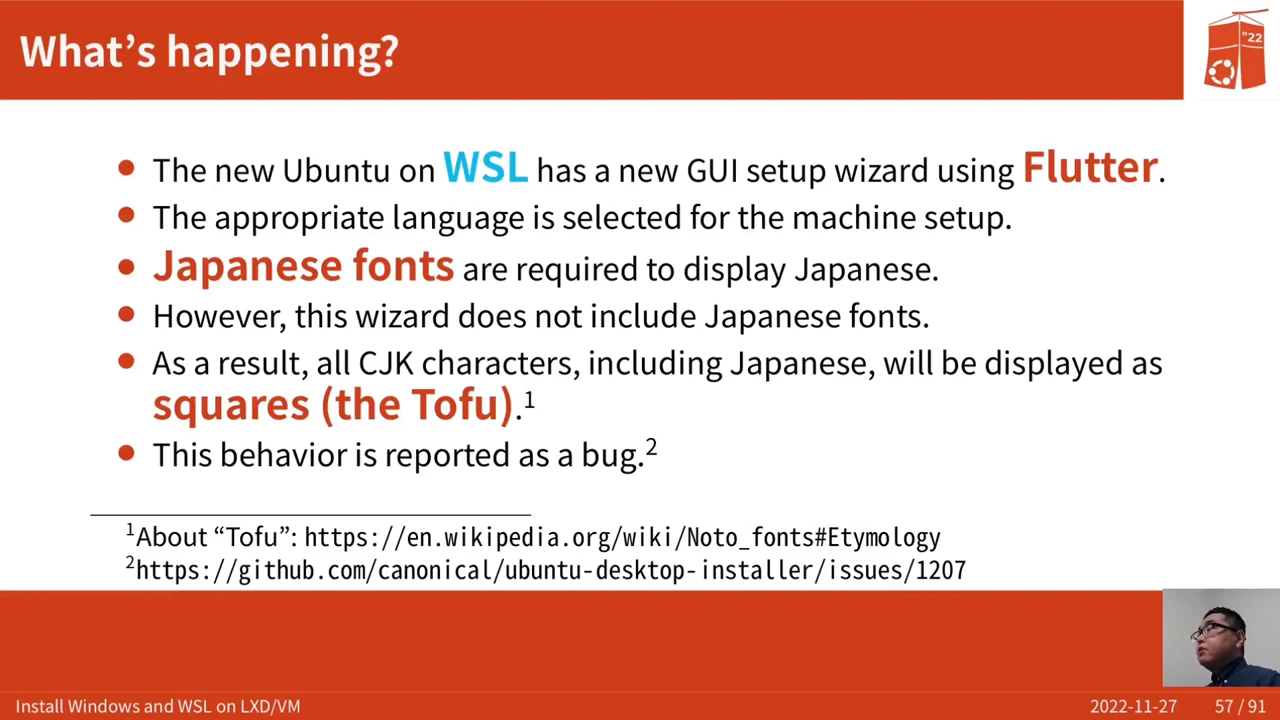 What’s happening?
"22
The new Ubuntu on WSL has a new GUI setup wizard using Flutter.
The appropriate language is selected for the machine setup.
Japanese fonts are required to display Japanese.
However, this wizard does not include Japanese fonts.
As a result, all CJK characters, including Japanese, will be displayed as
squares (the Tofu).1
This behavior is reported as a bug.2
1About “Tofu”: https://en.wikipedia.org/wiki/Noto_fonts#Etymology
2https://github.com/canonical/ubuntu-desktop-installer/issues/1207
Install Windows and WSL on LXD/VM 2022-11-27 57 / 91